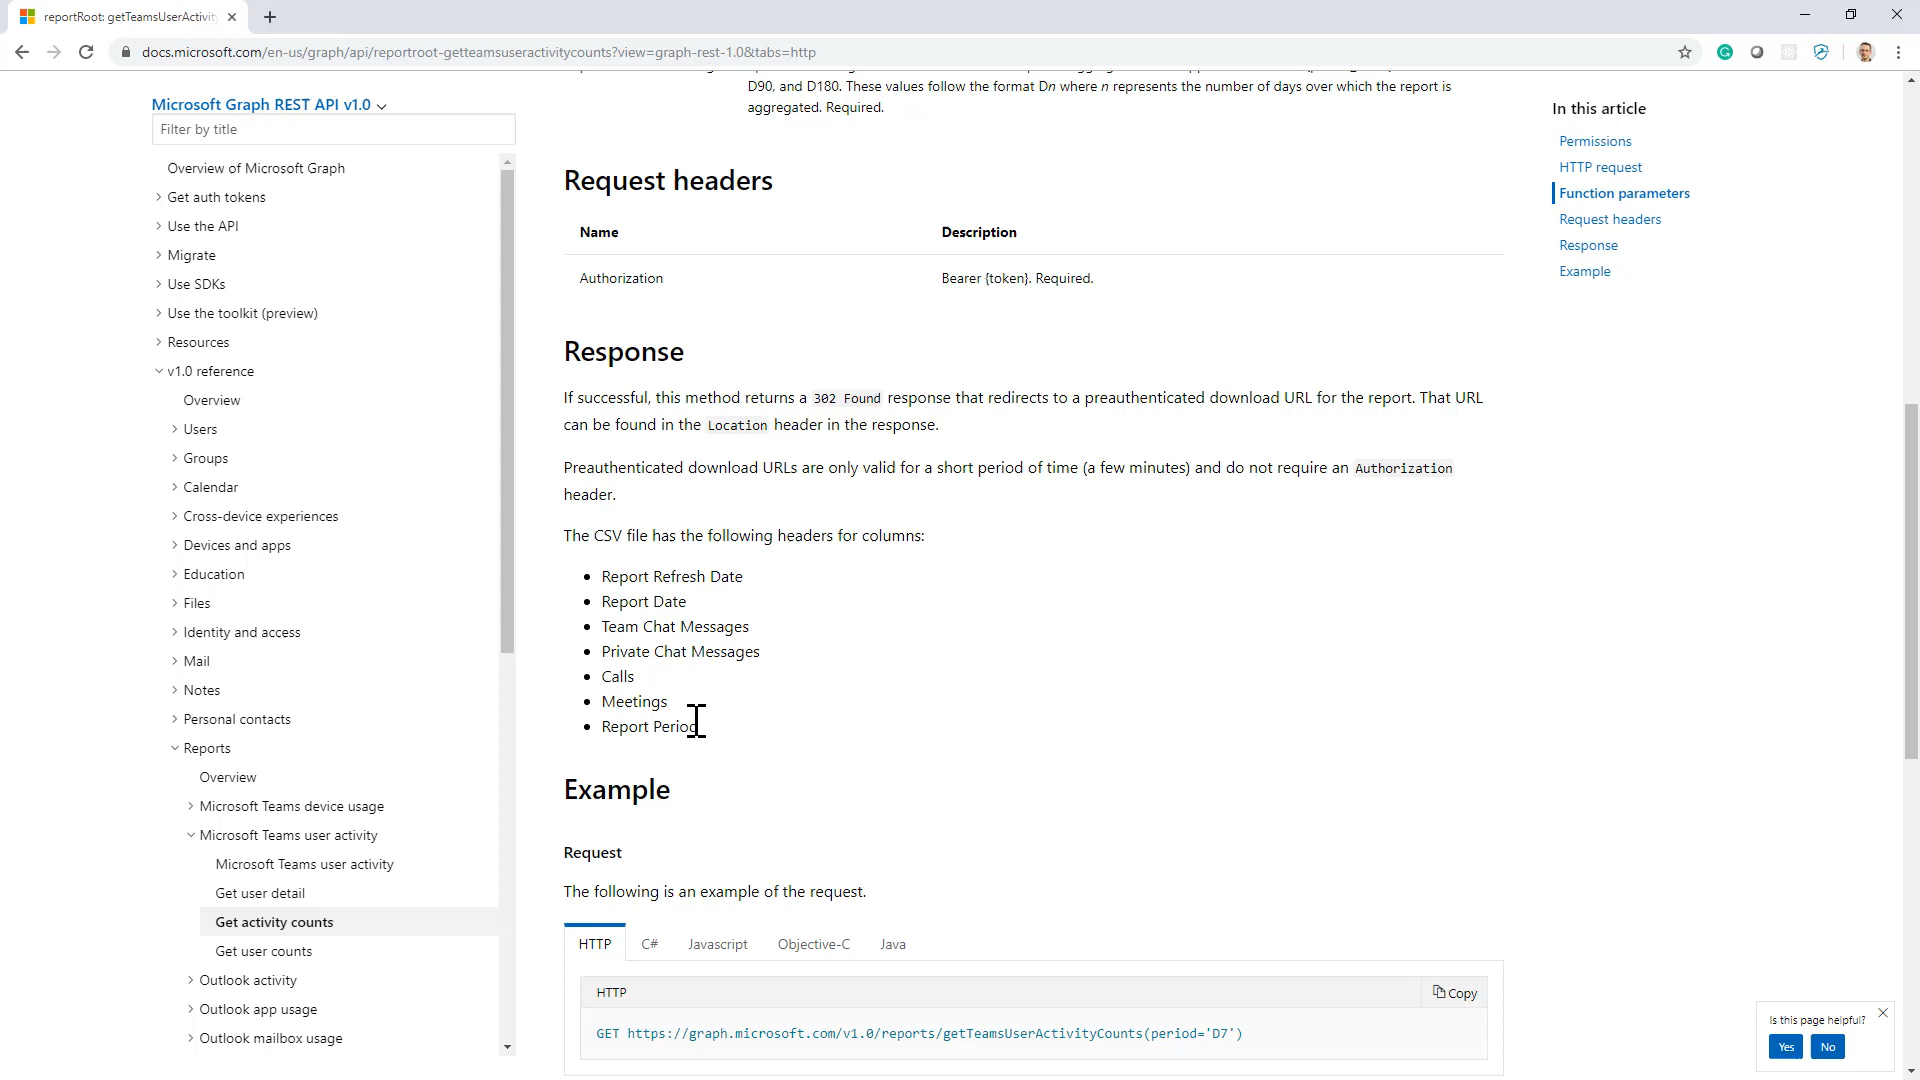 reportRoot: getTeamsUserActivity
docs.microsoft.com/en-us/graph/api/reportroot-getteamsuseractivitycounts?view=graph-rest-1.0&tabs=http
Microsoft Graph REST API v1.0
Filter by title
Overview of Microsoft Graph
Get auth tokens
Use the API
Migrate
Use SDKs
Use the toolkit (preview)
Resources
v1.0 reference
Overview
Users
Groups
Calendar
Cross-device experiences
Devices and apps
Education
Files
Identity and access
Mail
Notes
Personal contacts
Reports
Overview
Microsoft Teams device usage
Microsoft Teams user activity
Microsoft Teams user activity
Get user detail
Get activity counts
Get user counts
Outlook activity
Outlook app usage
Outlook mailbox usage
D90, and D180. These values follow the format Dn where n represents the number of days over which the report is
aggregated. Required.
Request headers
Name Description
Authorization Bearer {token}. Required.
Response
If successful, this method returns a 302 Found response that redirects to a preauthenticated download URL for the report. That URL
can be found in the Location header in the response.
Preauthenticated download URLs are only valid for a short period of time (a few minutes) and do not require an Authorization
header.
The CSV file has the following headers for columns:
Report Refresh Date
Report Date
Team Chat Messages
Private Chat Messages
Calls
Meetings
Report Period
Example
Request
The following is an example of the request.
HTTP C# Javascript Objective-C Java
HTTP Copy
GET https://graph.microsoft.com/v1.0/reports/getTeamsUserActivityCounts(period='D7')
In this article
Permissions
HTTP request
Function parameters
Request headers
Response
Example
Is this page helpful?
Yes No